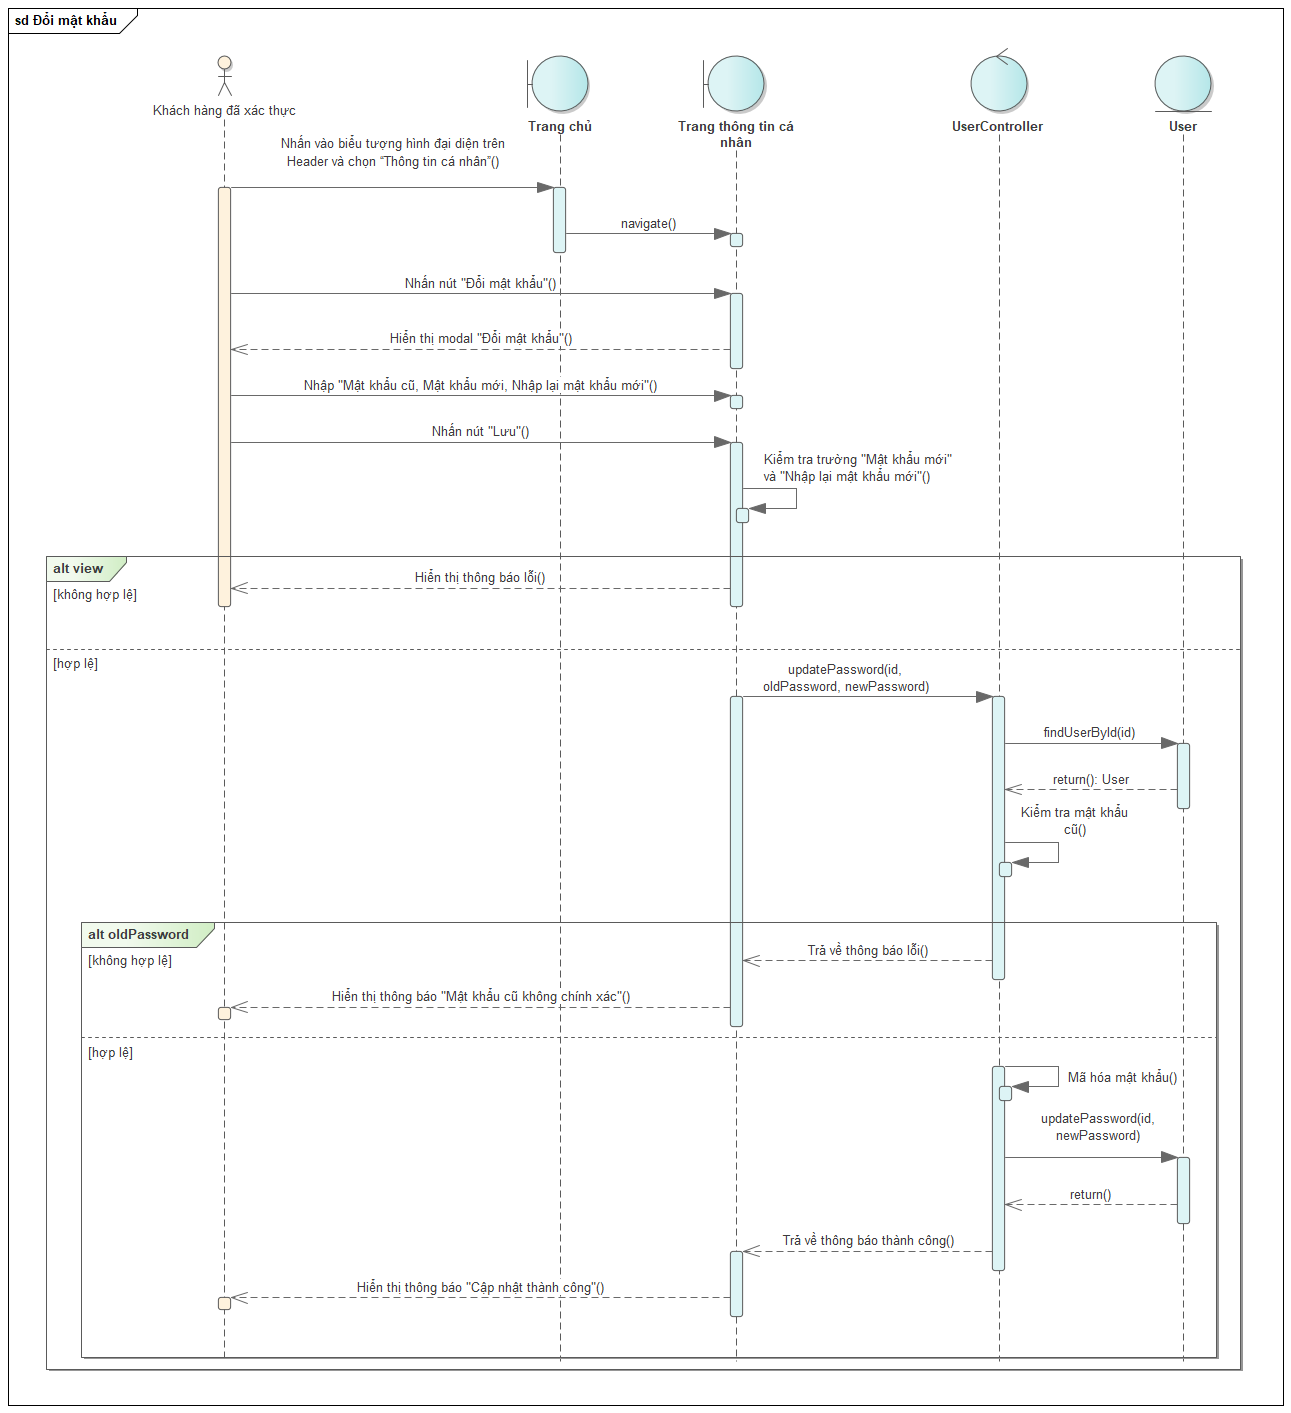 sd Đổi mật khẩu
Khách hàng đã xác thực
Trang chủ
Trang thông tin cá
nhân
UserController
User
Nhấn vào biểu tượng hình đại diện trên
Header và chọn “Thông tin cá nhân”()
navigate()
Nhấn nút "Đổi mật khẩu"()
Hiển thị modal "Đổi mật khẩu"()
Nhập "Mật khẩu cũ, Mật khẩu mới, Nhập lại mật khẩu mới"()
Nhấn nút "Lưu"()
Kiểm tra trường "Mật khẩu mới"
và "Nhập lại mật khẩu mới"()
alt view
Hiển thị thông báo lỗi()
[không hợp lệ]
[hợp lệ]
updatePassword(id,
oldPassword, newPassword)
findUserById(id)
return(): User
Kiểm tra mật khẩu
cũ()
alt oldPassword
Trả về thông báo lỗi()
[không hợp lệ]
Hiển thị thông báo "Mật khẩu cũ không chính xác"()
[hợp lệ]
Mã hóa mật khẩu()
updatePassword(id,
newPassword)
return()
Trả về thông báo thành công()
Hiển thị thông báo "Cập nhật thành công"()